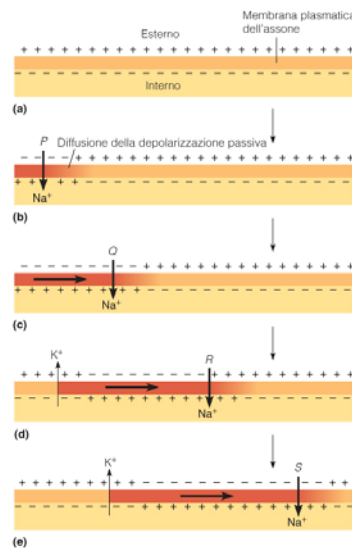 Esterno
Membrana plasmatica
dell'assone
+ + + + + + + + + + + + + + + + + + + + + + + +
− − − − − − − − − − − − − − − − − − − − − − − −
Interno
(a)
P
Diffusione della depolarizzazione passiva
Na⁺
(b)
Q
Na⁺
(c)
K⁺
R
Na⁺
(d)
K⁺
S
Na⁺
(e)